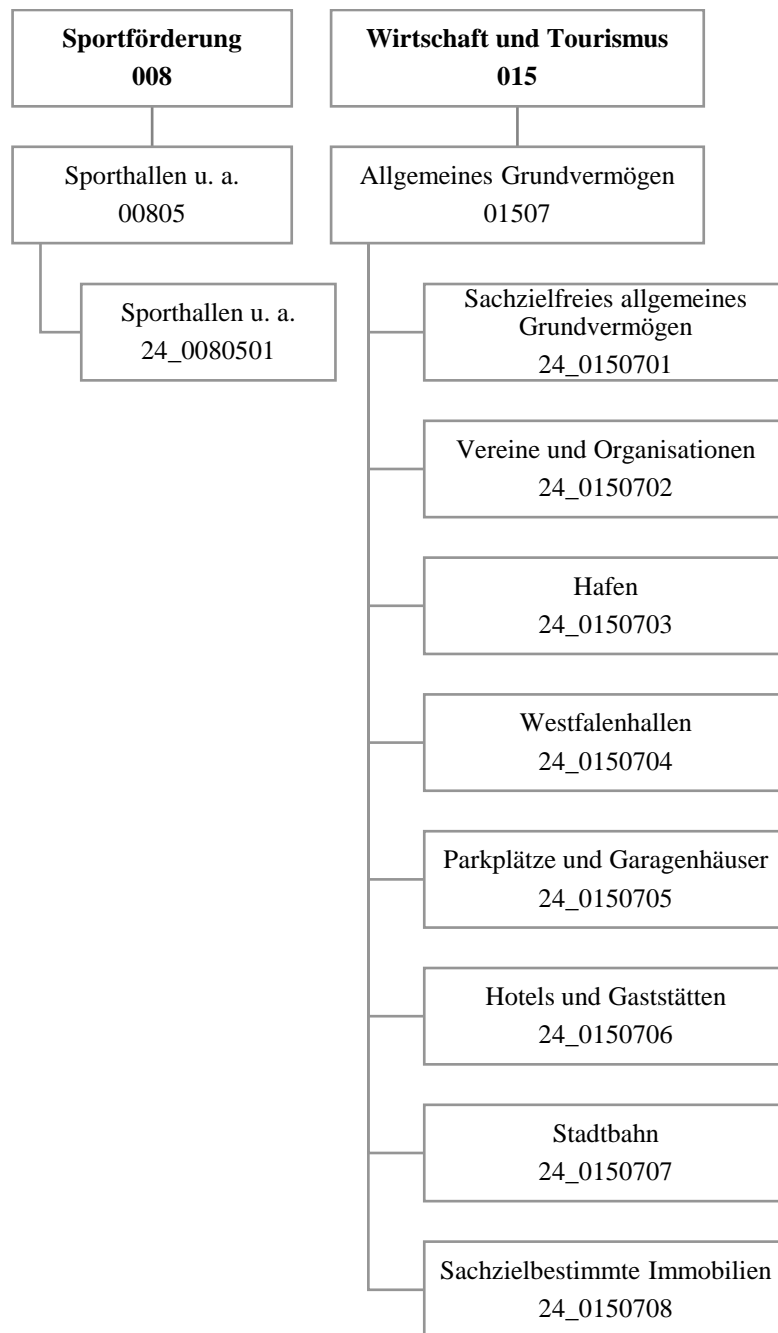 Sportförderung
008
Sporthallen u. a.
00805
Sporthallen u. a.
24_0080501
Wirtschaft und Tourismus
015
Allgemeines Grundvermögen
01507
Sachzielfreies allgemeines
Grundvermögen
24_0150701
Vereine und Organisationen
24_0150702
Hafen
24_0150703
Westfalenhallen
24_0150704
Parkplätze und Garagenhäuser
24_0150705
Hotels und Gaststätten
24_0150706
Stadtbahn
24_0150707
Sachzielbestimmte Immobilien
24_0150708